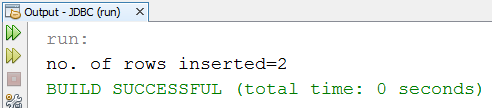 Output - JDBC (run)
run:
no. of rows inserted=2
BUILD SUCCESSFUL (total time: 0 seconds)